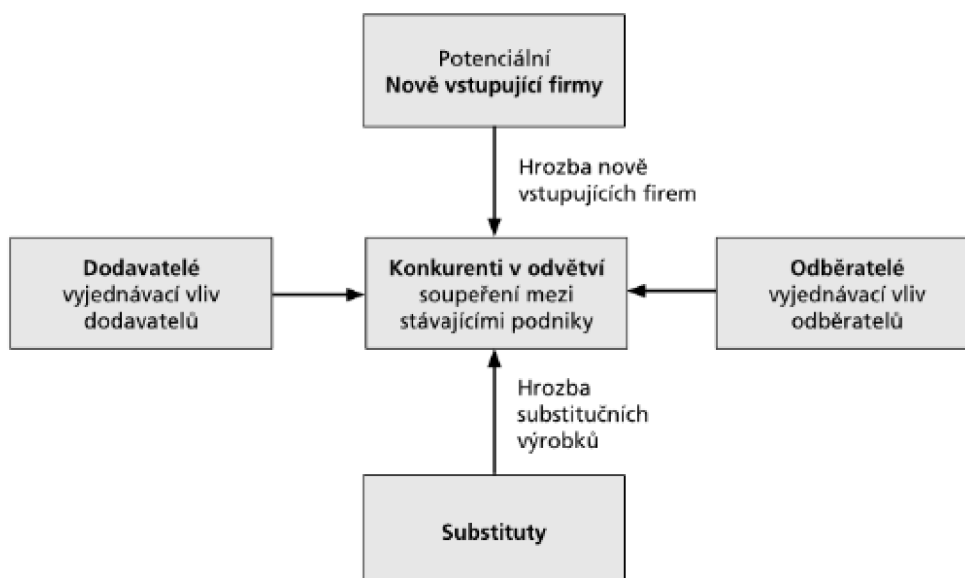 Potenciální
Nově vstupující firmy
Hrozba nově
vstupujících firem
Dodavatelé
vyjednávací vliv
dodavatelů
Konkurenti v odvětví
soupeření mezi
stávajícími podniky
Odběratelé
vyjednávací vliv
odběratelů
Hrozba
substitučních
výrobků
Substituty